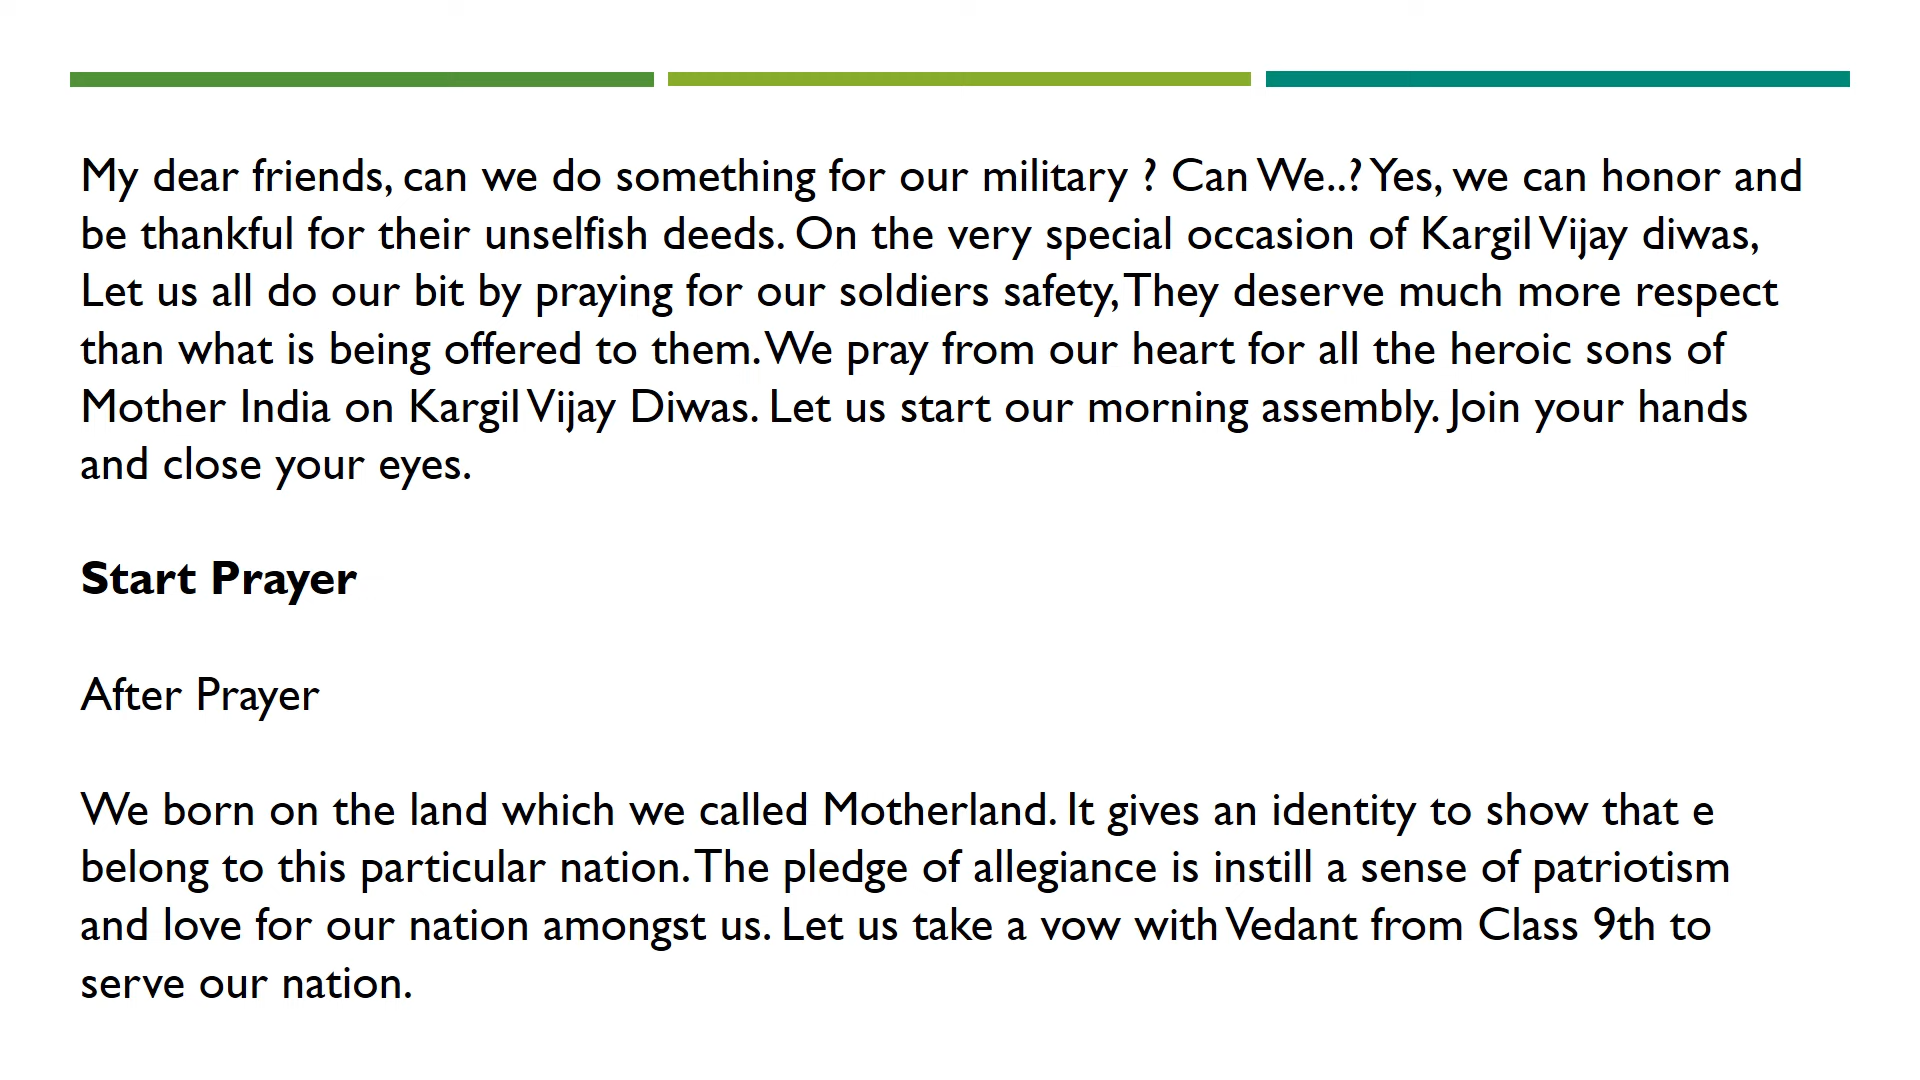 My dear friends, can we do something for our military ? Can We..? Yes, we can honor and
be thankful for their unselfish deeds. On the very special occasion of Kargil Vijay diwas,
Let us all do our bit by praying for our soldiers safety, They deserve much more respect
than what is being offered to them. We pray from our heart for all the heroic sons of
Mother India on Kargil Vijay Diwas. Let us start our morning assembly. Join your hands
and close your eyes.
Start Prayer
After Prayer
We born on the land which we called Motherland. It gives an identity to show that e
belong to this particular nation. The pledge of allegiance is instill a sense of patriotism
and love for our nation amongst us. Let us take a vow with Vedant from Class 9th to
serve our nation.